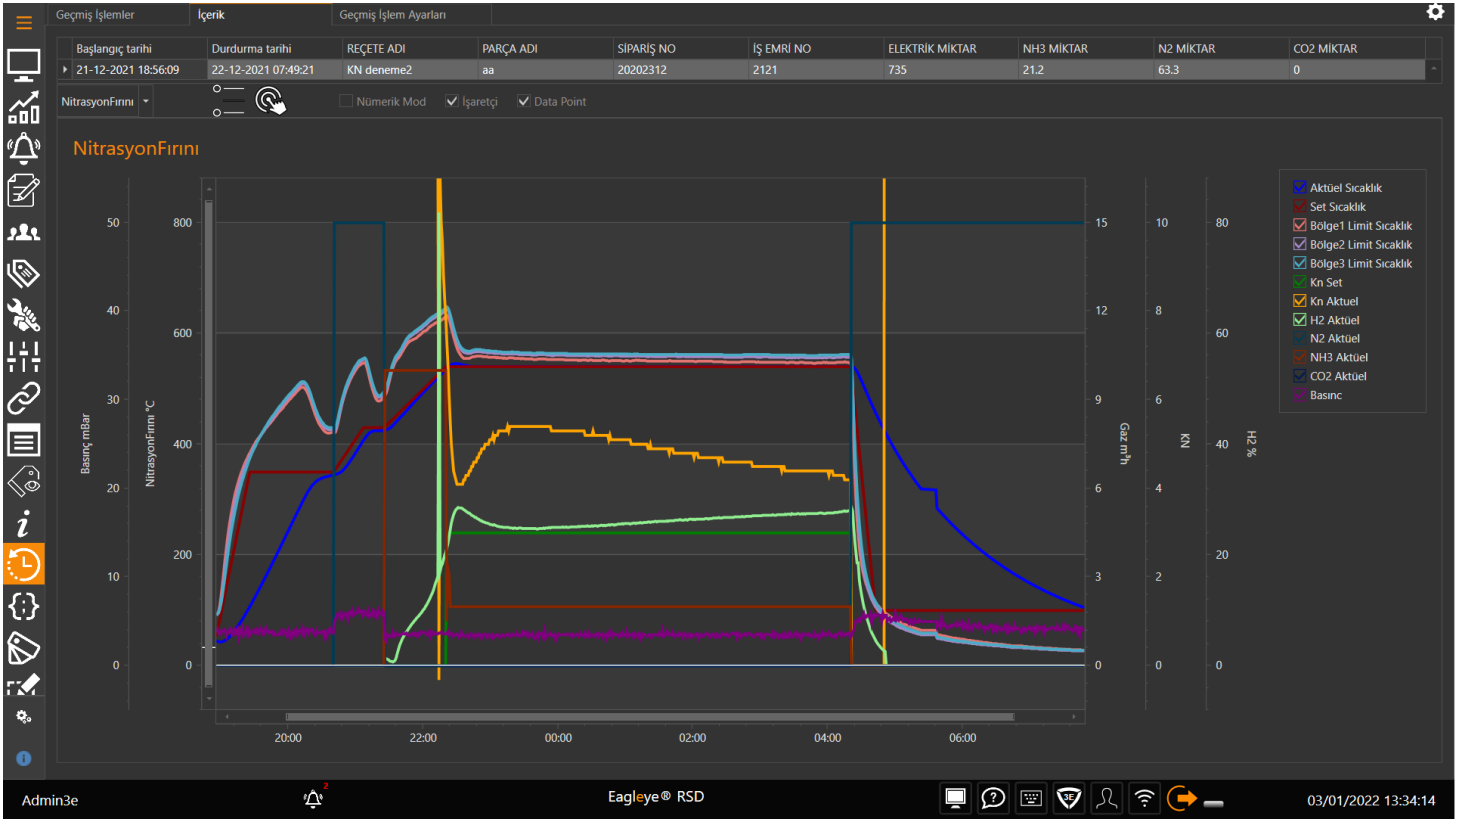 Geçmiş İşlemler İçerik Geçmiş İşlem Ayarları
Başlangıç tarihi Durdurma tarihi REÇETE ADI PARÇA ADI SİPARİŞ NO İŞ EMRİ NO ELEKTRİK MİKTAR NH3 MİKTAR N2 MİKTAR CO2 MİKTAR
21-12-2021 18:56:09 22-12-2021 07:49:21 KN deneme2 aa 20202312 2121 735 21.2 63.3 0
NitrasyonFırını Nümerik Mod İşaretçi Data Point
NitrasyonFırını
Aktüel Sıcaklık
Set Sıcaklık
Bölge1 Limit Sıcaklık
Bölge2 Limit Sıcaklık
Bölge3 Limit Sıcaklık
Kn Set
Kn Aktuel
H2 Aktüel
N2 Aktüel
NH3 Aktüel
CO2 Aktüel
Basınc
50
40
30
20
10
0
Basınç mBar
800
600
400
200
0
NitrasyonFırını °C
15
12
9
6
3
0
Gaz m³h
10
8
6
4
2
0
KN
80
60
40
20
0
H2 %
20:00 22:00 00:00 02:00 04:00 06:00
Admin3e 2 Eagleye® RSD 3E 03/01/2022 13:34:14